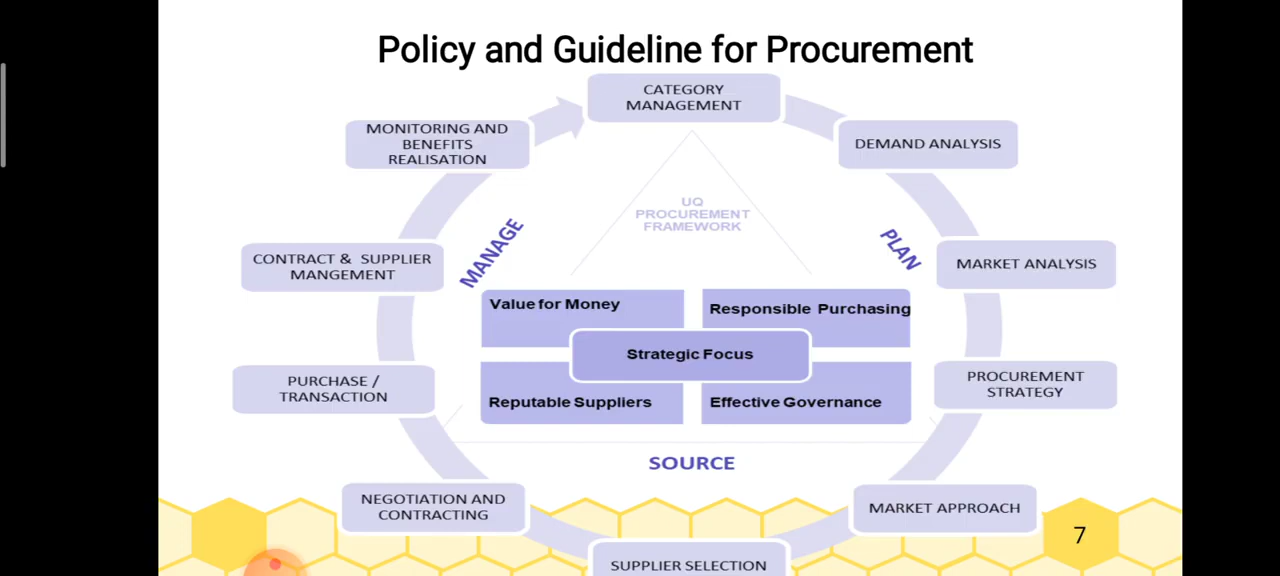 Policy and Guideline for Procurement
CATEGORY
MANAGEMENT
DEMAND ANALYSIS
MARKET ANALYSIS
PROCUREMENT
STRATEGY
MARKET APPROACH
SUPPLIER SELECTION
NEGOTIATION AND
CONTRACTING
PURCHASE /
TRANSACTION
CONTRACT & SUPPLIER
MANGEMENT
MONITORING AND
BENEFITS
REALISATION
UQ
PROCUREMENT
FRAMEWORK
MANAGE
PLAN
Value for Money
Responsible Purchasing
Strategic Focus
Reputable Suppliers
Effective Governance
SOURCE
7